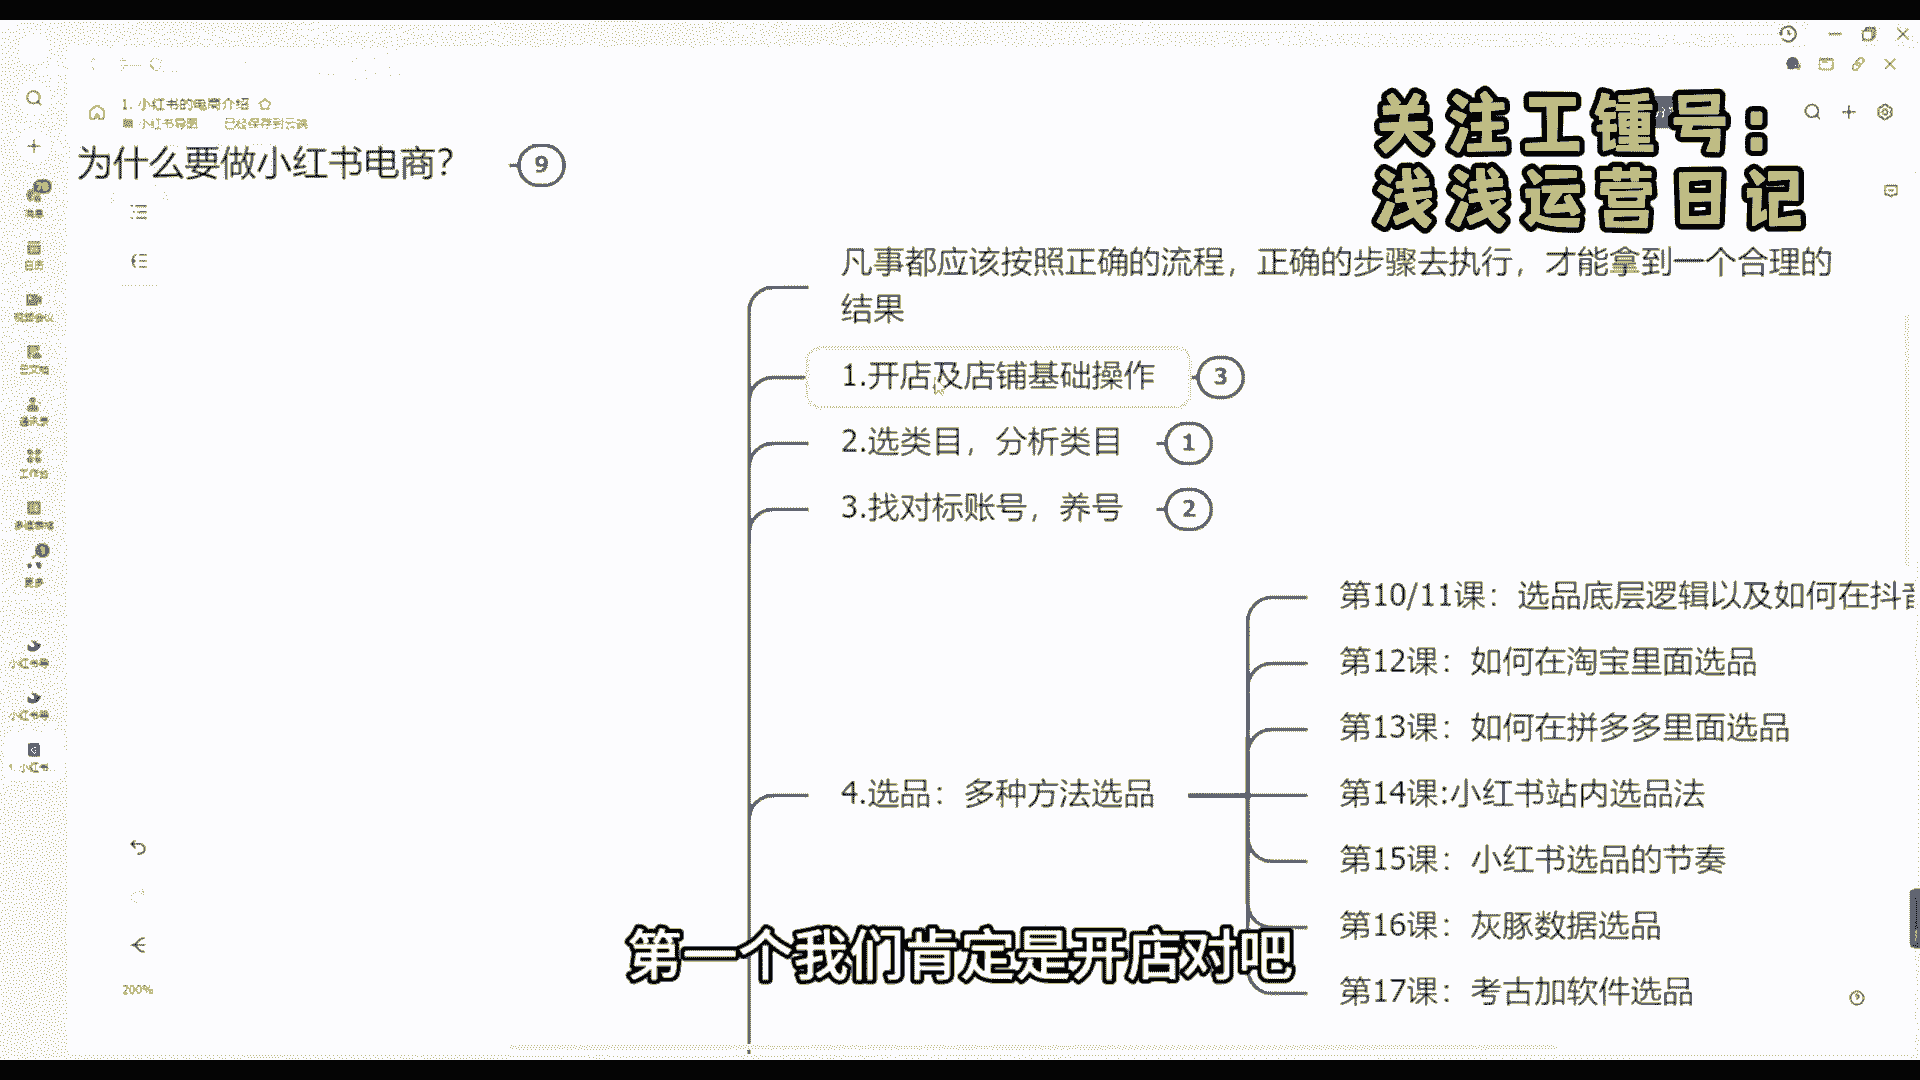 1. 小红书的电商介绍
小红书导图 已经保存到云端
关注工锺号：
浅浅运营日记
为什么要做小红书电商？ 9
凡事都应该按照正确的流程，正确的步骤去执行，才能拿到一个合理的
结果
1.开店及店铺基础操作 3
2.选类目，分析类目 1
3.找对标账号，养号 2
4.选品：多种方法选品
第10/11课：选品底层逻辑以及如何在抖音
第12课：如何在淘宝里面选品
第13课：如何在拼多多里面选品
第14课:小红书站内选品法
第15课：小红书选品的节奏
第16课：灰豚数据选品
第17课：考古加软件选品
第一个我们肯定是开店对吧
工作台
更多
200%